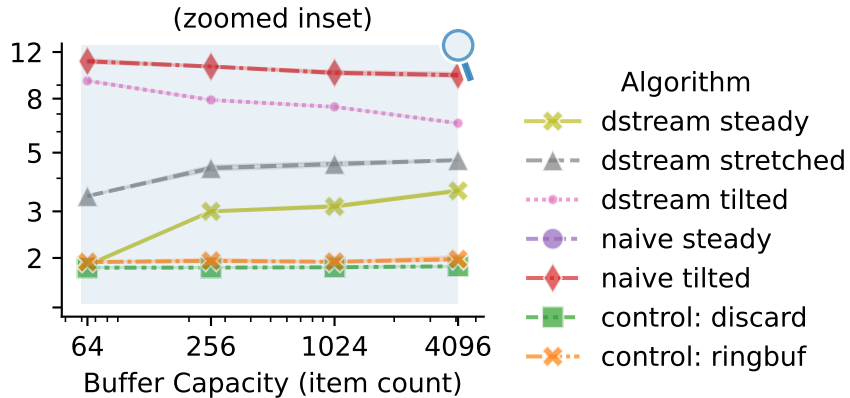 (zoomed inset)
12
8
5
3
2
64 256 1024 4096
Buffer Capacity (item count)
Algorithm
dstream steady
dstream stretched
dstream tilted
naive steady
naive tilted
control: discard
control: ringbuf